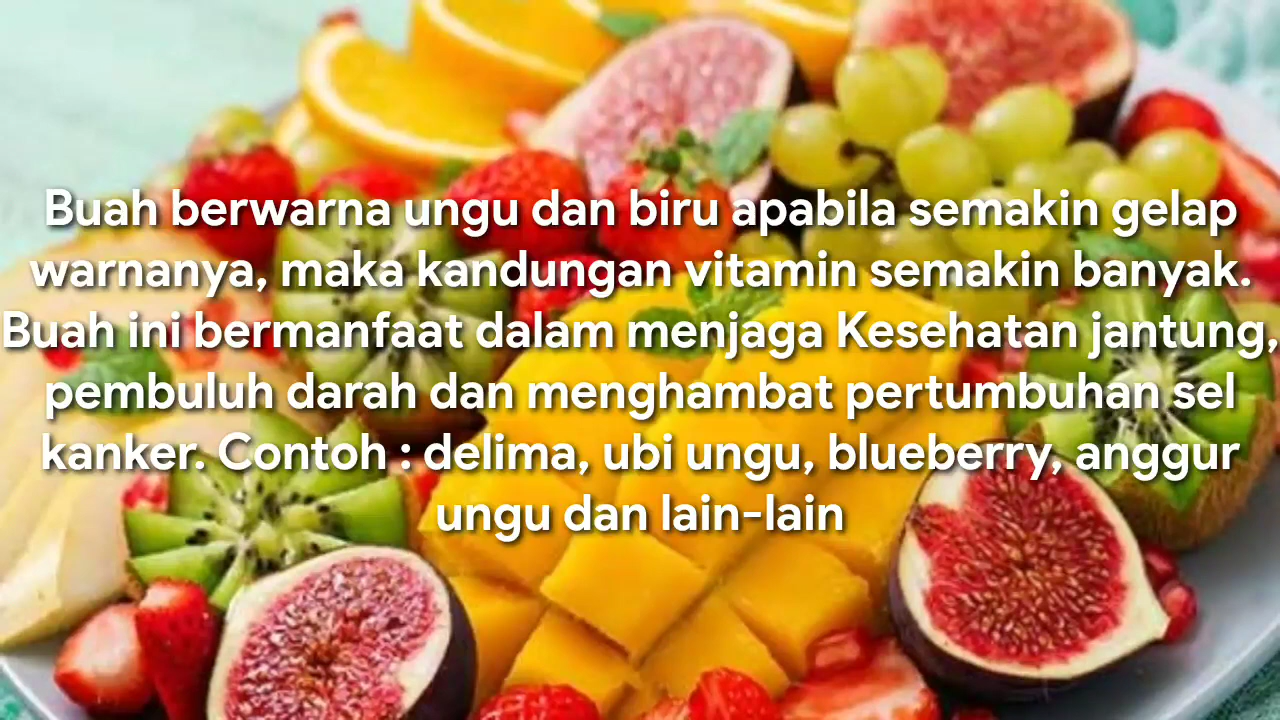 Buah berwarna ungu dan biru apabila semakin gelap
warnanya, maka kandungan vitamin semakin banyak.
Buah ini bermanfaat dalam menjaga Kesehatan jantung,
pembuluh darah dan menghambat pertumbuhan sel
kanker. Contoh : delima, ubi ungu, blueberry, anggur
ungu dan lain-lain